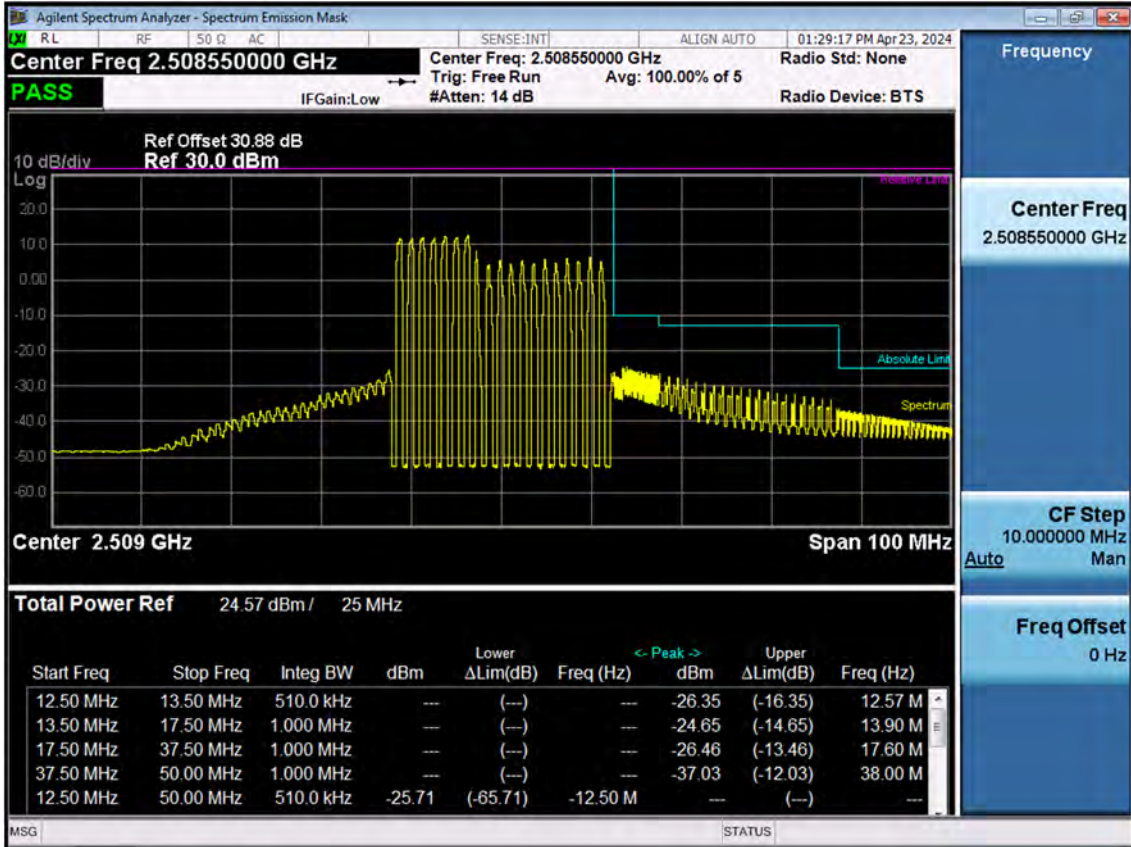 Agilent Spectrum Analyzer - Spectrum Emission Mask
LXI RL RF 50 Ω AC SENSE:INT ALIGN AUTO 01:29:17 PM Apr 23, 2024
Center Freq 2.508550000 GHz
PASS
IFGain:Low
Center Freq: 2.508550000 GHz
Trig: Free Run Avg: 100.00% of 5
#Atten: 14 dB
Radio Std: None
Radio Device: BTS
Ref Offset 30.88 dB
10 dB/div Ref 30.0 dBm
Log
Relative Limit
20.0
10.0
0.00
-10.0
-20.0
Absolute Limit
-30.0
Spectrum
-40.0
-50.0
-60.0
Center 2.509 GHz Span 100 MHz
Total Power Ref 24.57 dBm / 25 MHz
Lower <- Peak -> Upper
Start Freq Stop Freq Integ BW dBm ΔLim(dB) Freq (Hz) dBm ΔLim(dB) Freq (Hz)
12.50 MHz 13.50 MHz 510.0 kHz --- (---) --- -26.35 (-16.35) 12.57 M
13.50 MHz 17.50 MHz 1.000 MHz --- (---) --- -24.65 (-14.65) 13.90 M
17.50 MHz 37.50 MHz 1.000 MHz --- (---) --- -26.46 (-13.46) 17.60 M
37.50 MHz 50.00 MHz 1.000 MHz --- (---) --- -37.03 (-12.03) 38.00 M
12.50 MHz 50.00 MHz 510.0 kHz -25.71 (-65.71) -12.50 M --- (---) ---
MSG STATUS
Frequency
Center Freq
2.508550000 GHz
CF Step
10.000000 MHz
Auto Man
Freq Offset
0 Hz